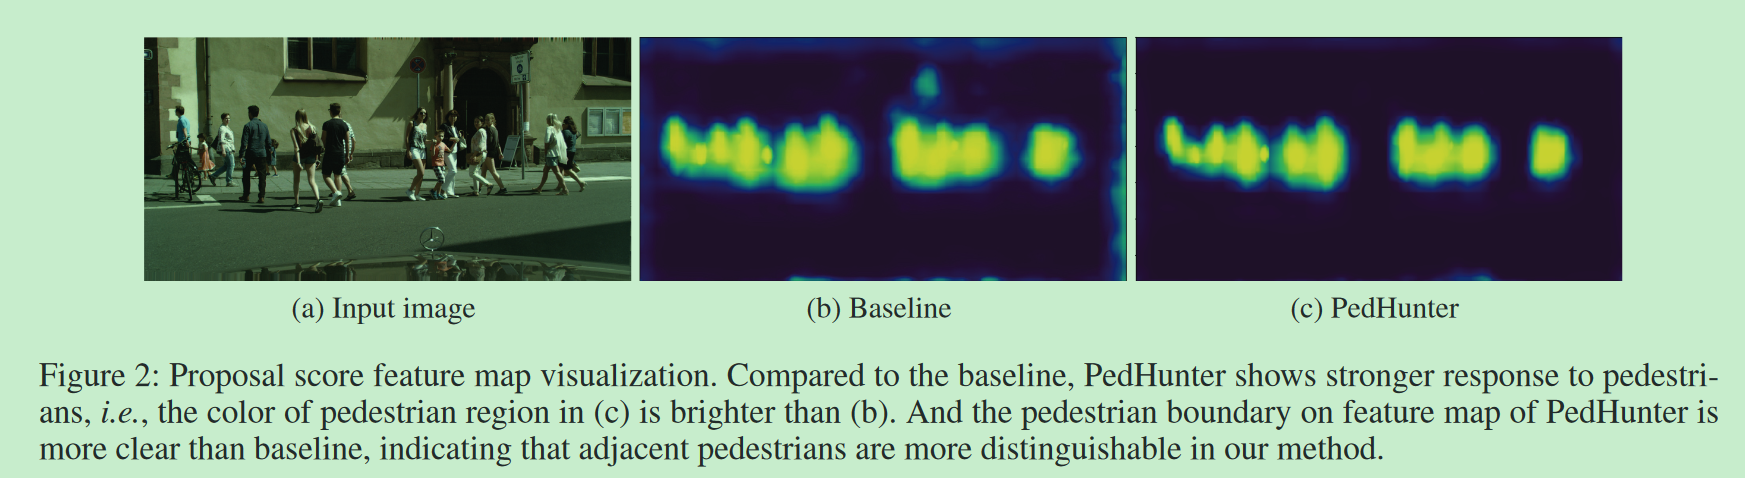 (a) Input image
(b) Baseline
(c) PedHunter
Figure 2: Proposal score feature map visualization. Compared to the baseline, PedHunter shows stronger response to pedestri-
ans, i.e., the color of pedestrian region in (c) is brighter than (b). And the pedestrian boundary on feature map of PedHunter is
more clear than baseline, indicating that adjacent pedestrians are more distinguishable in our method.